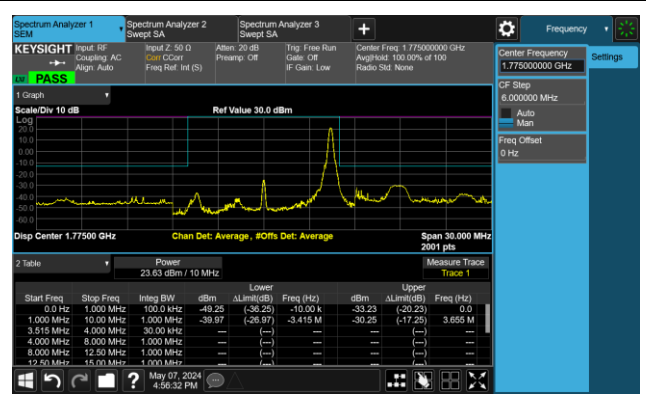 Spectrum Analyzer 1
SEM
Spectrum Analyzer 2
Swept SA
Spectrum Analyzer 3
Swept SA
Frequency
KEYSIGHT
Input: RF
Coupling: AC
Align: Auto
Input Z: 50 Ω
Corr CCorr
Freq Ref: Int (S)
Atten: 20 dB
Preamp: Off
Trig: Free Run
Gate: Off
IF Gain: Low
Center Freq: 1.775000000 GHz
Avg|Hold: 100.00% of 100
Radio Std: None
PASS
Center Frequency
1.775000000 GHz
Settings
CF Step
6.000000 MHz
Auto
Man
Freq Offset
0 Hz
1 Graph
Scale/Div 10 dB
Ref Value 30.0 dBm
Log
20.0
10.0
0.00
-10.0
-20.0
-30.0
-40.0
-50.0
-60.0
Disp Center 1.77500 GHz
Chan Det: Average, #Offs Det: Average
Span 30.000 MHz
2001 pts
2 Table
Power
23.63 dBm / 10 MHz
Measure Trace
Trace 1
Lower Upper
Start Freq Stop Freq Integ BW dBm ΔLimit(dB) Freq (Hz) dBm ΔLimit(dB) Freq (Hz)
0.0 Hz 1.000 MHz 100.0 kHz -49.25 (-36.25) -10.00 k -33.23 (-20.23) 0.0
1.000 MHz 10.00 MHz 1.000 MHz -39.97 (-26.97) -3.415 M -30.25 (-17.25) 3.655 M
3.515 MHz 4.000 MHz 30.00 kHz --- (---) --- --- (---) ---
4.000 MHz 8.000 MHz 1.000 MHz --- (---) --- --- (---) ---
8.000 MHz 12.50 MHz 1.000 MHz --- (---) --- --- (---) ---
12.50 MHz 15.00 MHz 1.000 MHz --- (---) --- --- (---) ---
May 07, 2024
4:56:32 PM